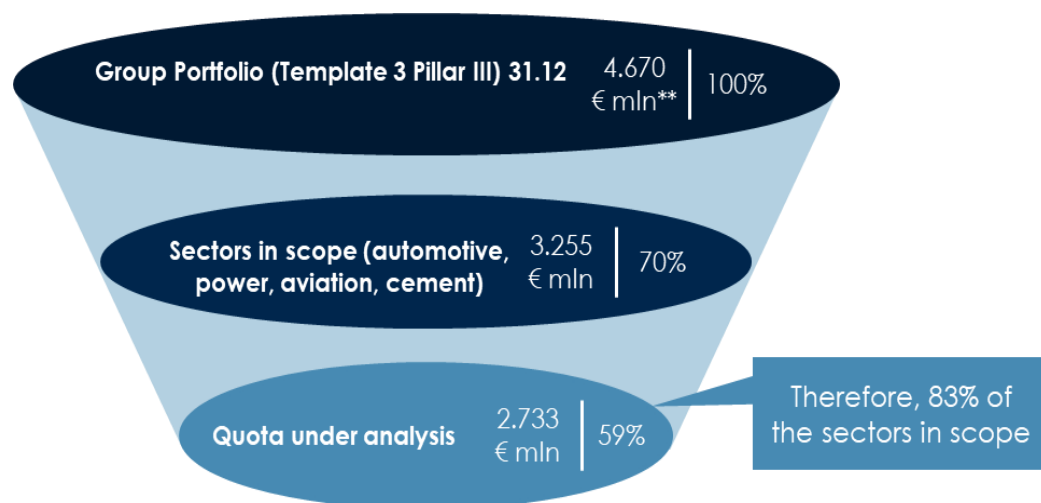 Group Portfolio (Template 3 Pillar III) 31.12
4.670
€ mln**
100%
Sectors in scope (automotive,
power, aviation, cement)
3.255
€ mln
70%
Quota under analysis
2.733
€ mln
59%
Therefore, 83% of
the sectors in scope